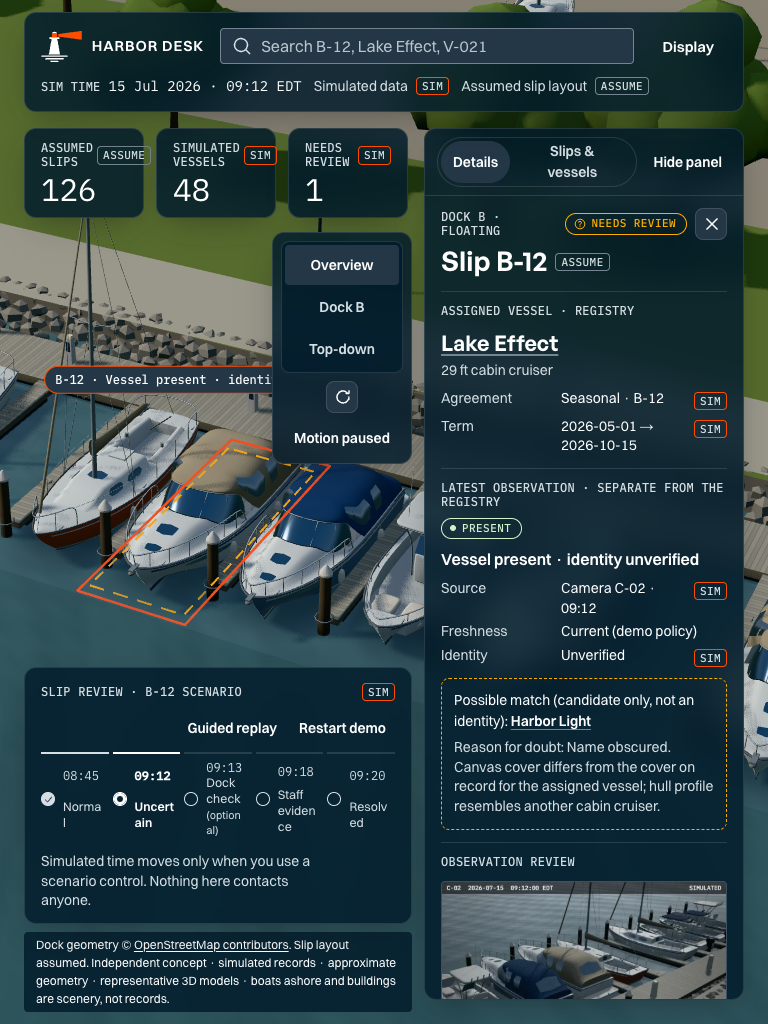 HARBOR DESK
Search B-12, Lake Effect, V-021
Display
SIM TIME 15 Jul 2026 · 09:12 EDT Simulated data SIM Assumed slip layout ASSUME
ASSUMED SLIPS ASSUME
126
SIMULATED VESSELS SIM
48
NEEDS REVIEW SIM
1
Overview
Dock B
Top-down
Motion paused
B-12 · Vessel present · identi
Details
Slips &
vessels
Hide panel
DOCK B ·
FLOATING
NEEDS REVIEW
Slip B-12 ASSUME
ASSIGNED VESSEL · REGISTRY
Lake Effect
29 ft cabin cruiser
Agreement Seasonal · B-12 SIM
Term 2026-05-01 → SIM
2026-10-15
LATEST OBSERVATION · SEPARATE FROM THE
REGISTRY
PRESENT
Vessel present · identity unverified
Source Camera C-02 · SIM
09:12
Freshness Current (demo policy)
Identity Unverified SIM
Possible match (candidate only, not an
identity): Harbor Light
Reason for doubt: Name obscured.
Canvas cover differs from the cover on
record for the assigned vessel; hull profile
resembles another cabin cruiser.
OBSERVATION REVIEW
C-02 2026-07-15 09:12:00 EDT SIMULATED
SLIP REVIEW · B-12 SCENARIO SIM
Guided replay Restart demo
08:45
Norma
l
09:12
Uncert
ain
09:13
Dock
check
(option
al)
09:18
Staff
eviden
ce
09:20
Resolv
ed
Simulated time moves only when you use a
scenario control. Nothing here contacts
anyone.
Dock geometry © OpenStreetMap contributors. Slip layout
assumed. Independent concept · simulated records · approximate
geometry · representative 3D models · boats ashore and buildings
are scenery, not records.